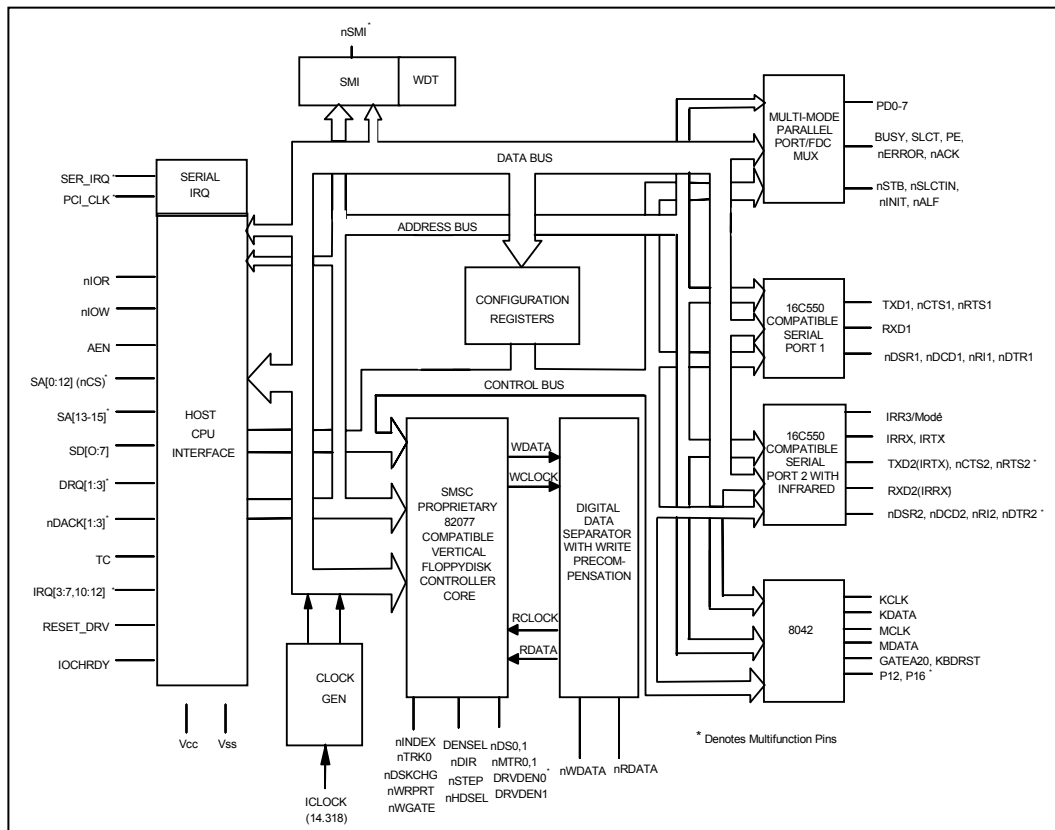 nSMI*
SMI
WDT
MULTI-MODE
PARALLEL
PORT/FDC
MUX
PD0-7
BUSY, SLCT, PE,
nERROR, nACK
nSTB, nSLCTIN,
nINIT, nALF
DATA BUS
SER_IRQ*
PCI_CLK*
SERIAL
IRQ
ADDRESS BUS
nIOR
nIOW
AEN
SA[0:12] (nCS)*
SA[13-15]*
SD[O:7]
DRQ[1:3]*
nDACK[1:3]*
TC
IRQ[3:7,10:12] *
RESET_DRV
IOCHRDY
HOST
CPU
INTERFACE
Vcc
Vss
CONFIGURATION
REGISTERS
CONTROL BUS
16C550
COMPATIBLE
SERIAL
PORT 1
TXD1, nCTS1, nRTS1
RXD1
nDSR1, nDCD1, nRI1, nDTR1
16C550
COMPATIBLE
SERIAL
PORT 2 WITH
INFRARED
IRR3/Mode*
IRRX, IRTX
TXD2(IRTX), nCTS2, nRTS2 *
RXD2(IRRX)*
nDSR2, nDCD2, nRI2, nDTR2 *
SMSC
PROPRIETARY
82077
COMPATIBLE
VERTICAL
FLOPPYDISK
CONTROLLER
CORE
WDATA
WCLOCK
RCLOCK
RDATA
DIGITAL
DATA
SEPARATOR
WITH WRITE
PRECOM-
PENSATION
8042
KCLK
KDATA
MCLK
MDATA
GATEA20, KBDRST
P12, P16 *
CLOCK
GEN
ICLOCK
(14.318)
nINDEX
nTRK0
nDSKCHG
nWRPRT
nWGATE
DENSEL
nDIR
nSTEP
nHDSEL
nDS0,1
nMTR0,1
DRVDEN0*
DRVDEN1
nWDATA
nRDATA
* Denotes Multifunction Pins